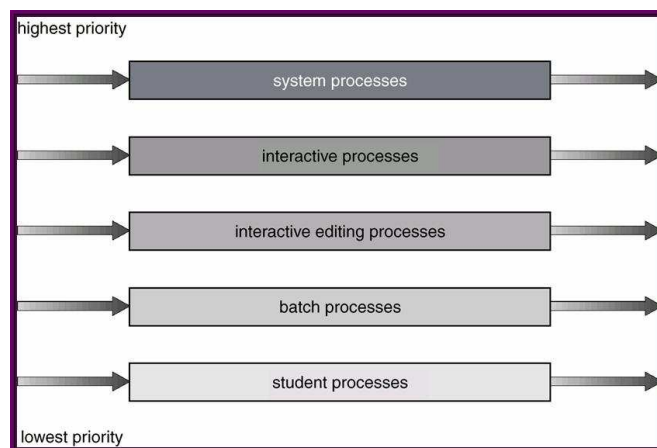 highest priority
system processes
interactive processes
interactive editing processes
batch processes
student processes
lowest priority